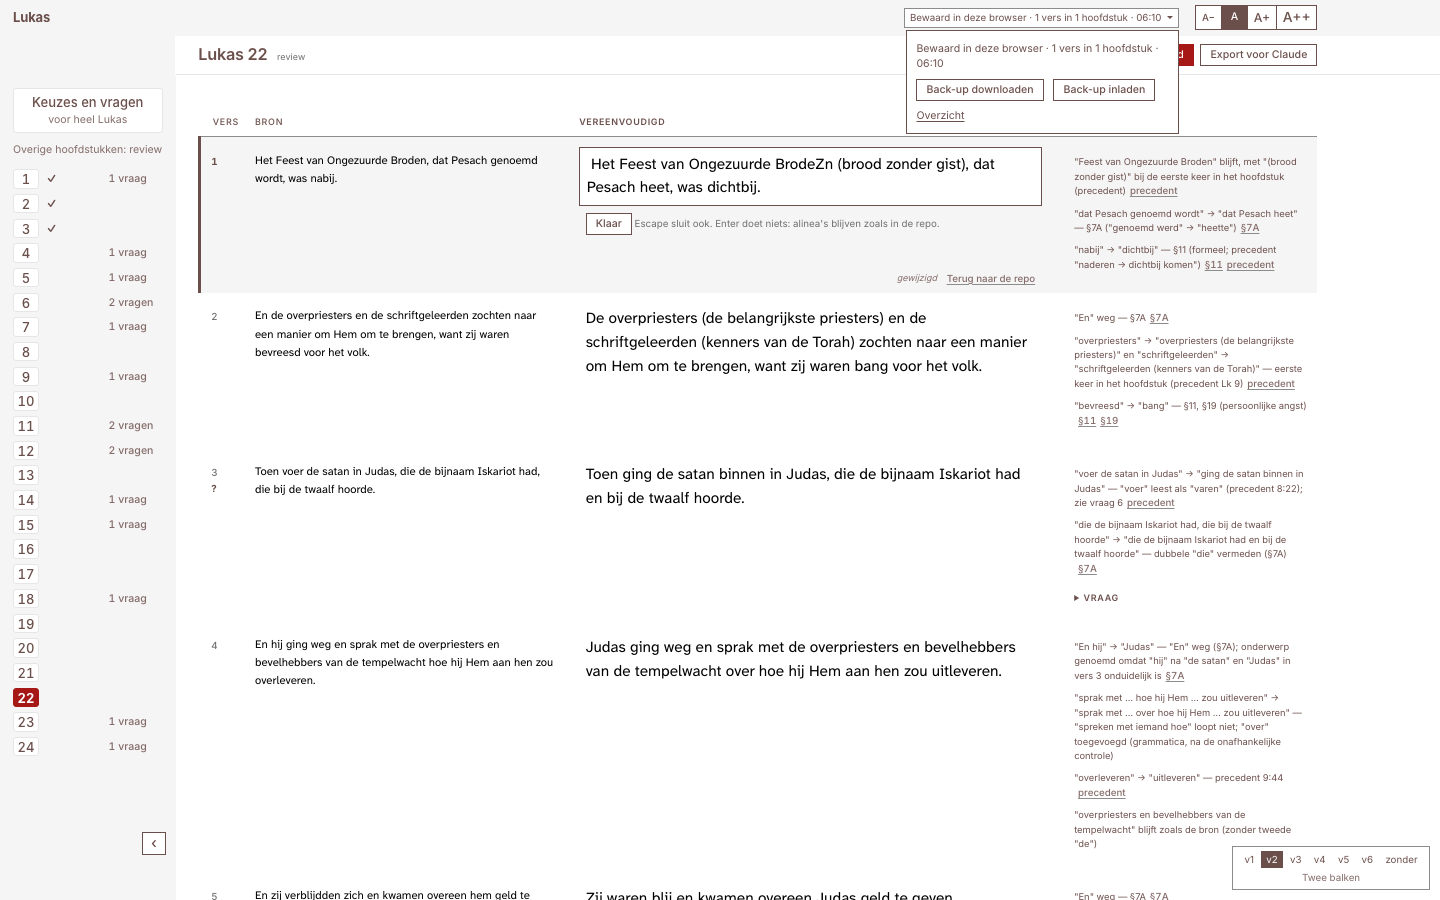 Lukas
Bewaard in deze browser · 1 vers in 1 hoofdstuk · 06:10
A−
A
A+
A++
Lukas 22 review
d
Export voor Claude
Bewaard in deze browser · 1 vers in 1 hoofdstuk ·
06:10
Back-up downloaden
Back-up inladen
Overzicht
Keuzes en vragen
voor heel Lukas
Overige hoofdstukken: review
1 ✓ 1 vraag
2 ✓
3 ✓
4 1 vraag
5 1 vraag
6 2 vragen
7 1 vraag
8
9 1 vraag
10
11 2 vragen
12 2 vragen
13
14 1 vraag
15 1 vraag
16
17
18 1 vraag
19
20
21
22
23 1 vraag
24 1 vraag
‹
VERS BRON VEREENVOUDIGD
1
Het Feest van Ongezuurde Broden, dat Pesach genoemd
wordt, was nabij.
Het Feest van Ongezuurde BrodeZn (brood zonder gist), dat
Pesach heet, was dichtbij.
Klaar Escape sluit ook. Enter doet niets: alinea's blijven zoals in de repo.
gewijzigd Terug naar de repo
"Feest van Ongezuurde Broden" blijft, met "(brood
zonder gist)" bij de eerste keer in het hoofdstuk
(precedent) precedent
"dat Pesach genoemd wordt" → "dat Pesach heet"
— §7A ("genoemd werd" → "heette") §7A
"nabij" → "dichtbij" — §11 (formeel; precedent
"naderen → dichtbij komen") §11 precedent
2
En de overpriesters en de schriftgeleerden zochten naar
een manier om Hem om te brengen, want zij waren
bevreesd voor het volk.
De overpriesters (de belangrijkste priesters) en de
schriftgeleerden (kenners van de Torah) zochten naar een manier
om Hem om te brengen, want zij waren bang voor het volk.
"En" weg — §7A §7A
"overpriesters" → "overpriesters (de belangrijkste
priesters)" en "schriftgeleerden" →
"schriftgeleerden (kenners van de Torah)" — eerste
keer in het hoofdstuk (precedent Lk 9) precedent
"bevreesd" → "bang" — §11, §19 (persoonlijke angst)
§11 §19
3
?
Toen voer de satan in Judas, die de bijnaam Iskariot had,
die bij de twaalf hoorde.
Toen ging de satan binnen in Judas, die de bijnaam Iskariot had
en bij de twaalf hoorde.
"voer de satan in Judas" → "ging de satan binnen in
Judas" — "voer" leest als "varen" (precedent 8:22);
zie vraag 6 precedent
"die de bijnaam Iskariot had, die bij de twaalf
hoorde" → "die de bijnaam Iskariot had en bij de
twaalf hoorde" — dubbele "die" vermeden (§7A)
§7A
▶ VRAAG
4
En hij ging weg en sprak met de overpriesters en
bevelhebbers van de tempelwacht hoe hij Hem aan hen zou
overleveren.
Judas ging weg en sprak met de overpriesters en bevelhebbers
van de tempelwacht over hoe hij Hem aan hen zou uitleveren.
"En hij" → "Judas" — "En" weg (§7A); onderwerp
genoemd omdat "hij" na "de satan" en "Judas" in
vers 3 onduidelijk is §7A
"sprak met ... hoe hij Hem ... zou uitleveren" →
"sprak met ... over hoe hij Hem ... zou uitleveren" —
"spreken met iemand hoe" loopt niet; "over"
toegevoegd (grammatica, na de onafhankelijke
controle)
"overleveren" → "uitleveren" — precedent 9:44
precedent
"overpriesters en bevelhebbers van de
tempelwacht" blijft zoals de bron (zonder tweede
"de")
5
En zij verblijdden zich en kwamen overeen hem geld te
Zij waren blij en kwamen overeen Judas geld te geven
"En" weg — §7A §7A
v1 v2 v3 v4 v5 v6 zonder
Twee balken